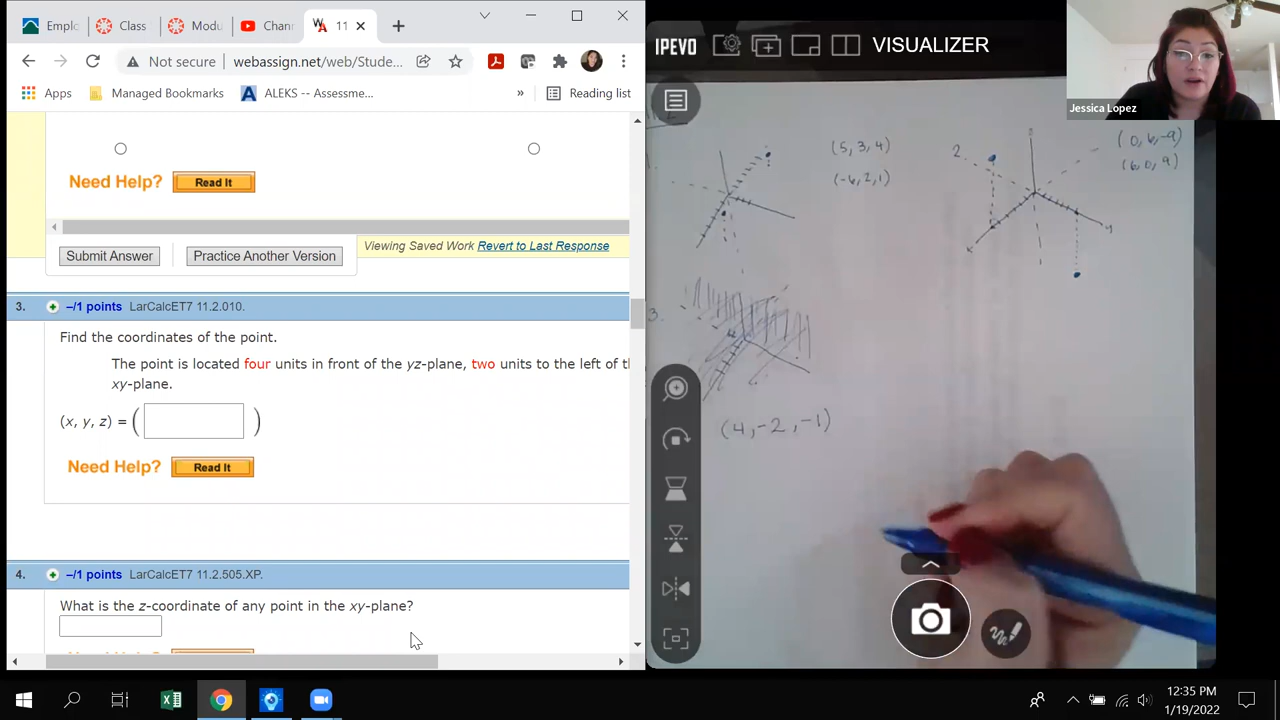 Emplo
Class
Modu
Chan
11
Not secure
webassign.net/web/Stude...
Apps
Managed Bookmarks
ALEKS -- Assessme...
»
Reading list
Need Help? Read It
Submit Answer
Practice Another Version
Viewing Saved Work Revert to Last Response
3.
–/1 points
LarCalcET7 11.2.010.
Find the coordinates of the point.
The point is located four units in front of the yz-plane, two units to the left of t
xy-plane.
(x, y, z) = ( )
Need Help? Read It
4.
–/1 points
LarCalcET7 11.2.505.XP.
What is the z-coordinate of any point in the xy-plane?
IPEVO
VISUALIZER
Jessica Lopez
(5, 3, 4)
(-6, 2, 1)
2.
(0, 6, -9)
(6, 0, 9)
x
y
3.
(4, -2, -1)
12:35 PM
1/19/2022